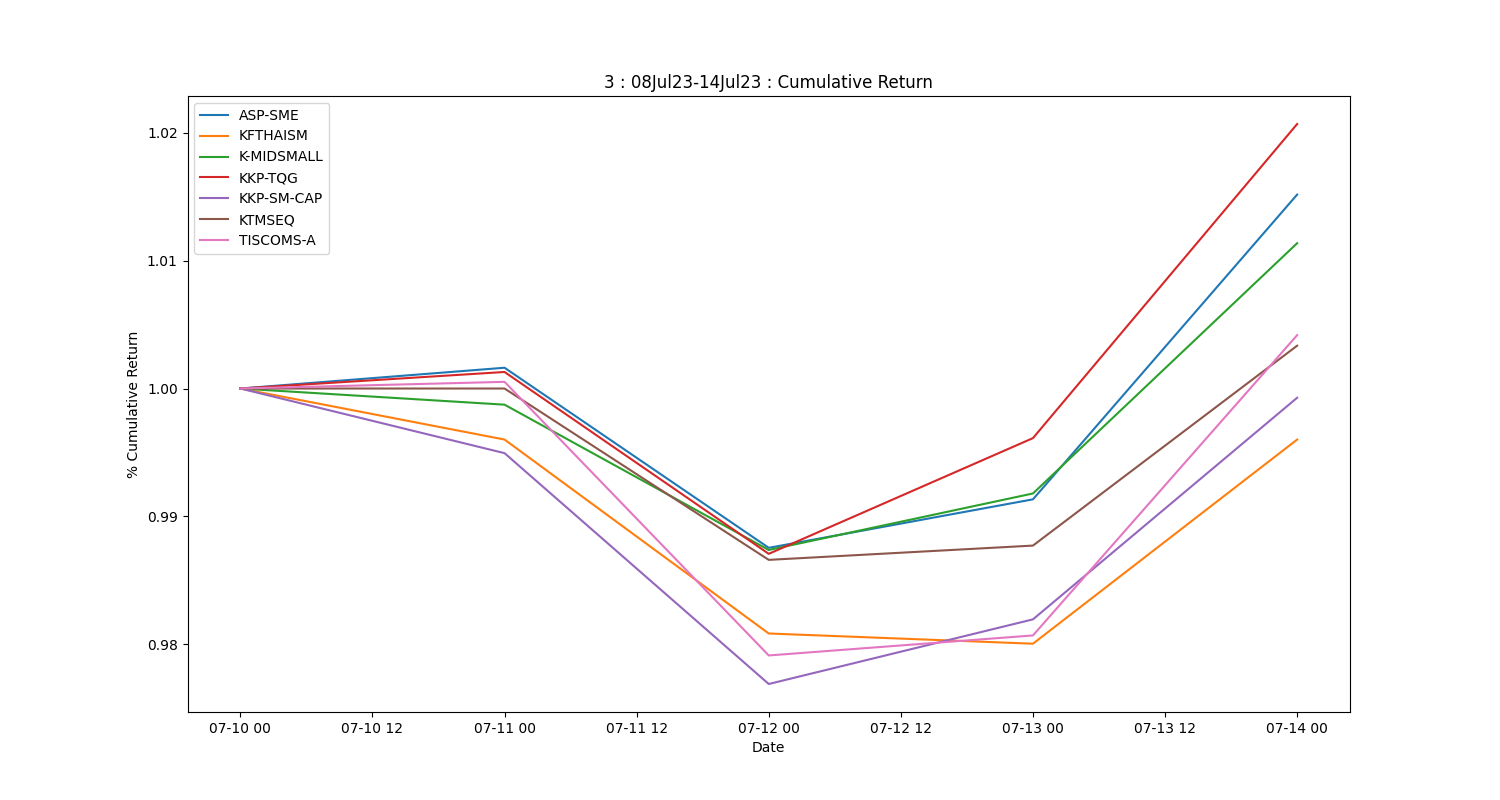 3 : 08Jul23-14Jul23 : Cumulative Return
ASP-SME
KFTHAISM
K-MIDSMALL
KKP-TQG
KKP-SM-CAP
KTMSEQ
TISCOMS-A
1.02
1.01
1.00
0.99
0.98
% Cumulative Return
07-10 00
07-10 12
07-11 00
07-11 12
07-12 00
07-12 12
07-13 00
07-13 12
07-14 00
Date